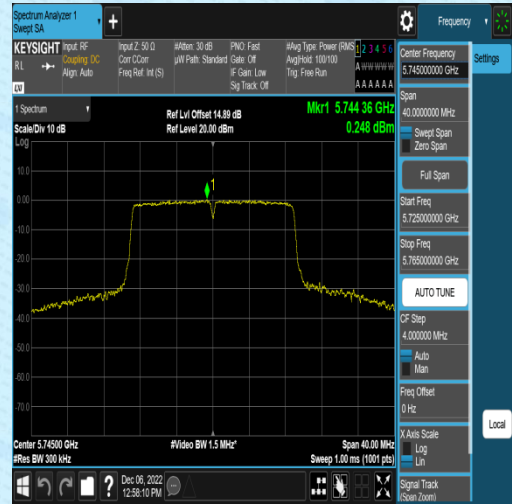 Spectrum Analyzer 1
Swept SA
+
Frequency
KEYSIGHT
RL
LXI
Input: RF
Coupling: DC
Align: Auto
Input Z: 50 Ω
Corr CCorr
Freq Ref: Int (S)
#Atten: 30 dB
µW Path: Standard
PNO: Fast
Gate: Off
IF Gain: Low
Sig Track: Off
#Avg Type: Power (RMS)
Avg|Hold: 100/100
Trig: Free Run
1 2 3 4 5 6
A W W W W W
A A A A A A
1 Spectrum
Scale/Div 10 dB
Ref Lvl Offset 14.89 dB
Ref Level 20.00 dBm
Mkr1 5.744 36 GHz
0.248 dBm
Log
10.0
0.00
-10.0
-20.0
-30.0
-40.0
-50.0
-60.0
-70.0
1
Center 5.74500 GHz
#Res BW 300 kHz
#Video BW 1.5 MHz*
Span 40.00 MHz
Sweep 1.00 ms (1001 pts)
?
Dec 06, 2022
12:58:10 PM
Center Frequency
5.745000000 GHz
Span
40.0000000 MHz
Swept Span
Zero Span
Full Span
Start Freq
5.725000000 GHz
Stop Freq
5.765000000 GHz
AUTO TUNE
CF Step
4.000000 MHz
Auto
Man
Freq Offset
0 Hz
X Axis Scale
Log
Lin
Signal Track
(Span Zoom)
Settings
Local